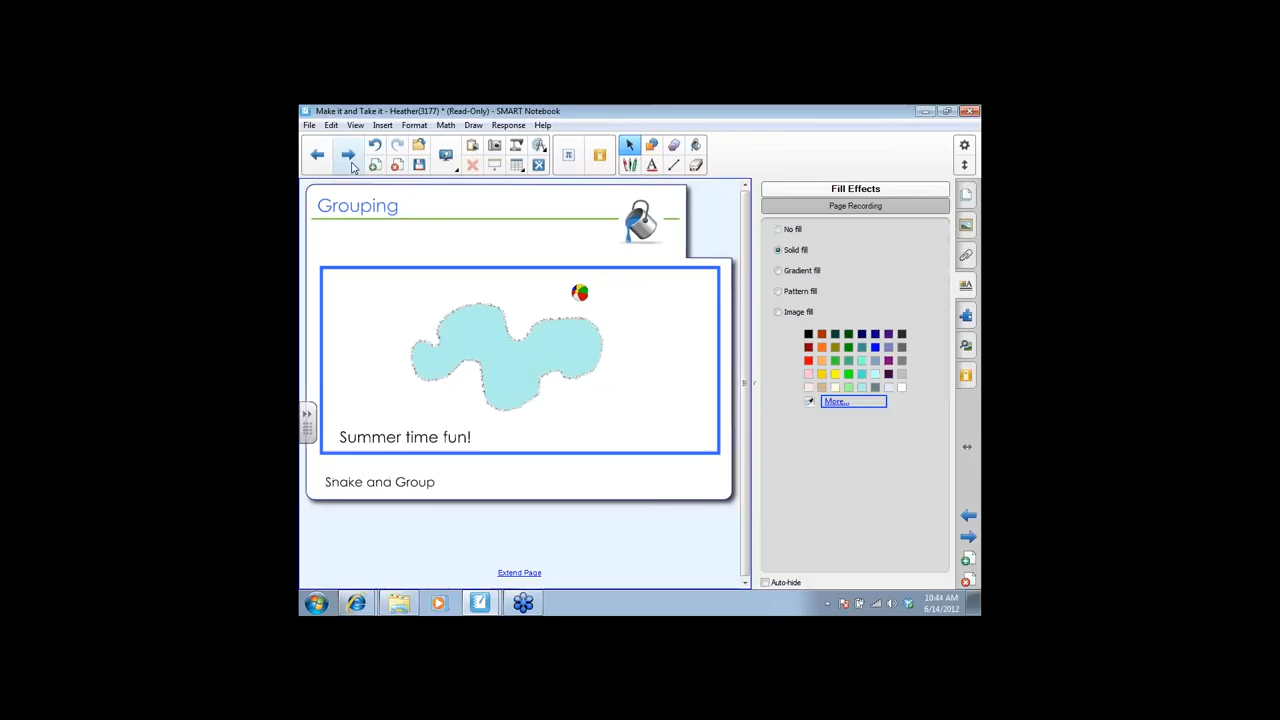 Make it and Take it - Heather(3177) * (Read-Only) - SMART Notebook
File Edit View Insert Format Math Draw Response Help
Grouping
Summer time fun!
Snake and Group
Extend Page
Fill Effects
Page Recording
No fill
Solid fill
Gradient fill
Pattern fill
Image fill
More...
Auto-hide
10:44 AM
6/14/2012